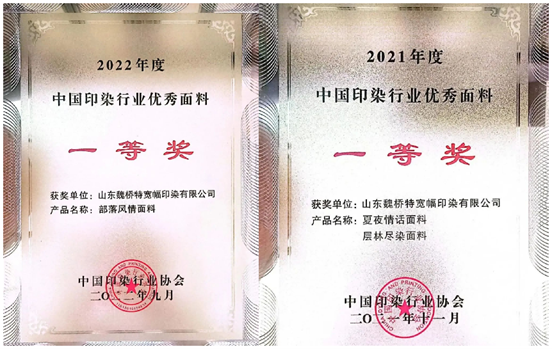 2022年度
中国印染行业优秀面料
一等奖
获奖单位：山东魏桥特宽幅印染有限公司
产品名称：部落风情面料
中国印染行业协会
二〇二二年九月
2021年度
中国印染行业优秀面料
一等奖
获奖单位：山东魏桥特宽幅印染有限公司
产品名称：夏夜情话面料
层林尽染面料
中国印染行业协会
二〇二一年十一月